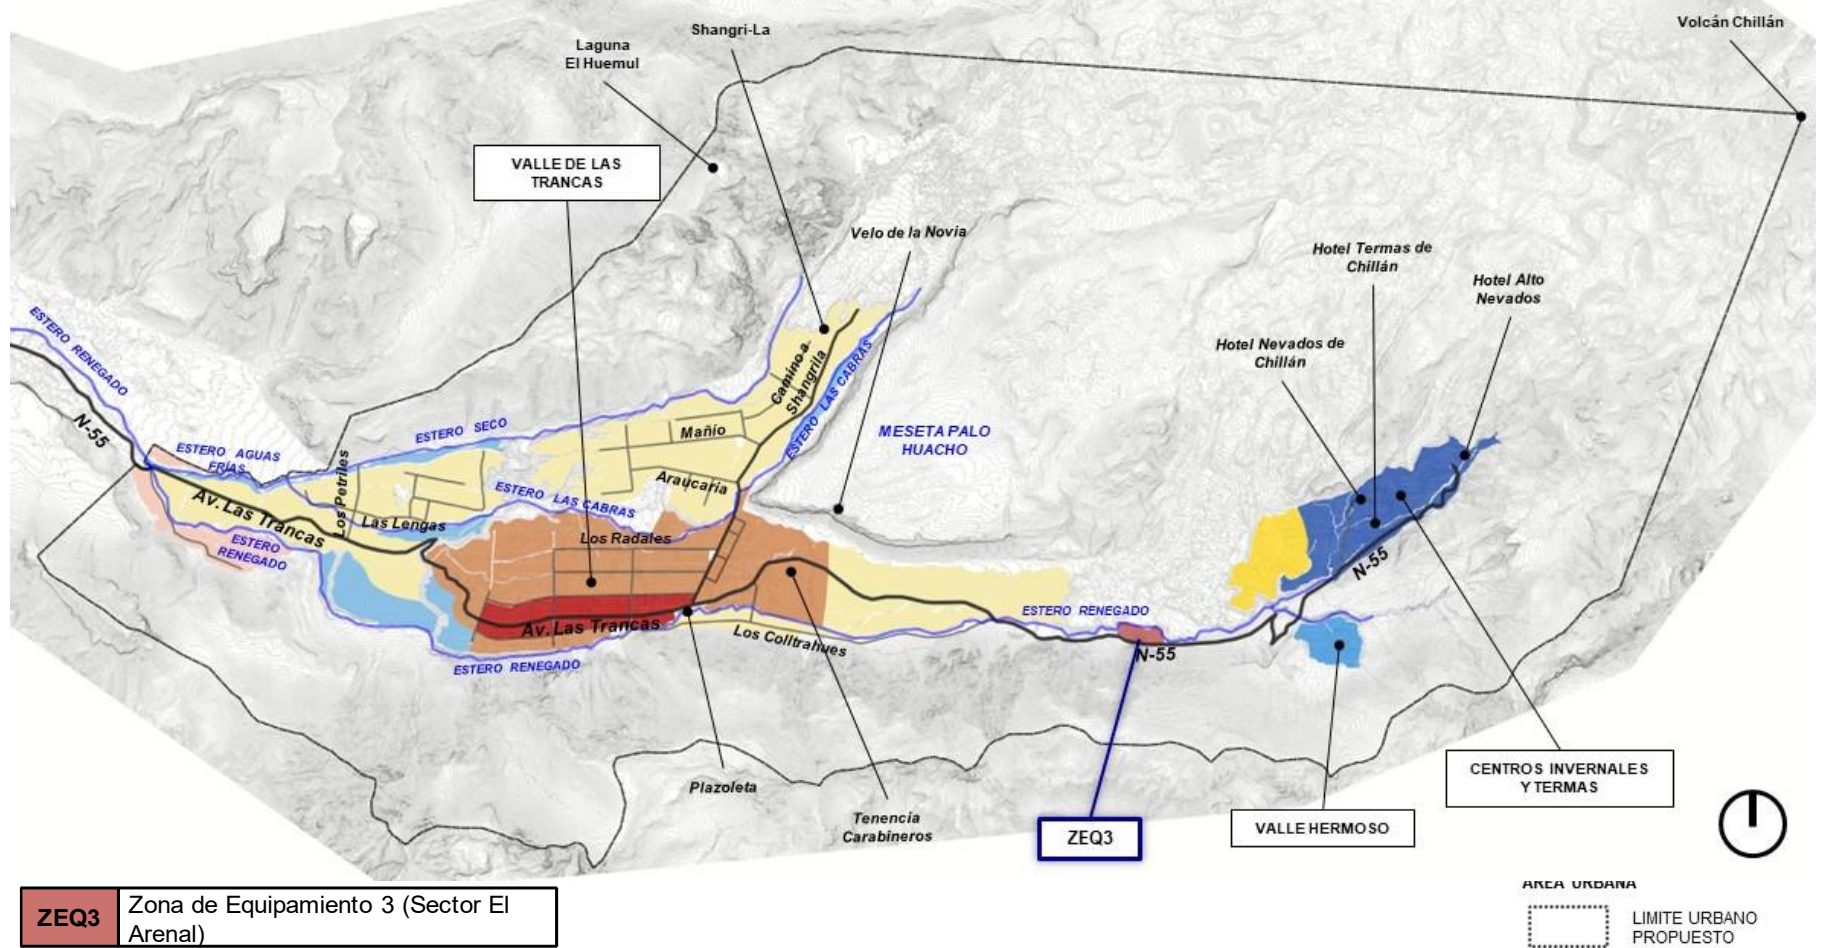 Shangri-La
Volcán Chillán
Laguna
El Huemul
VALLE DE LAS
TRANCAS
Velo de la Novia
Hotel Termas de
Chillán
Hotel Alto
Nevados
Hotel Nevados de
Chillán
ESTERO RENEGADO
N-55
Camino a
Shangrila
ESTERO LAS CABRAS
ESTERO SECO
Mañío
MESETA PALO
HUACHO
ESTERO AGUAS
FRÍAS
Los Petriles
Araucaria
Av. Las Trancas
ESTERO LAS CABRAS
Las Lengas
ESTERO
RENEGADO
Los Radales
N-55
ESTERO RENEGADO
Av. Las Trancas
Los Colltrahues
N-55
ESTERO RENEGADO
Plazoleta
Tenencia
Carabineros
ZEQ3
VALLE HERMOSO
CENTROS INVERNALES
Y TERMAS
ZEQ3
Zona de Equipamiento 3 (Sector El
Arenal)
AREA URBANA
LIMITE URBANO
PROPUESTO